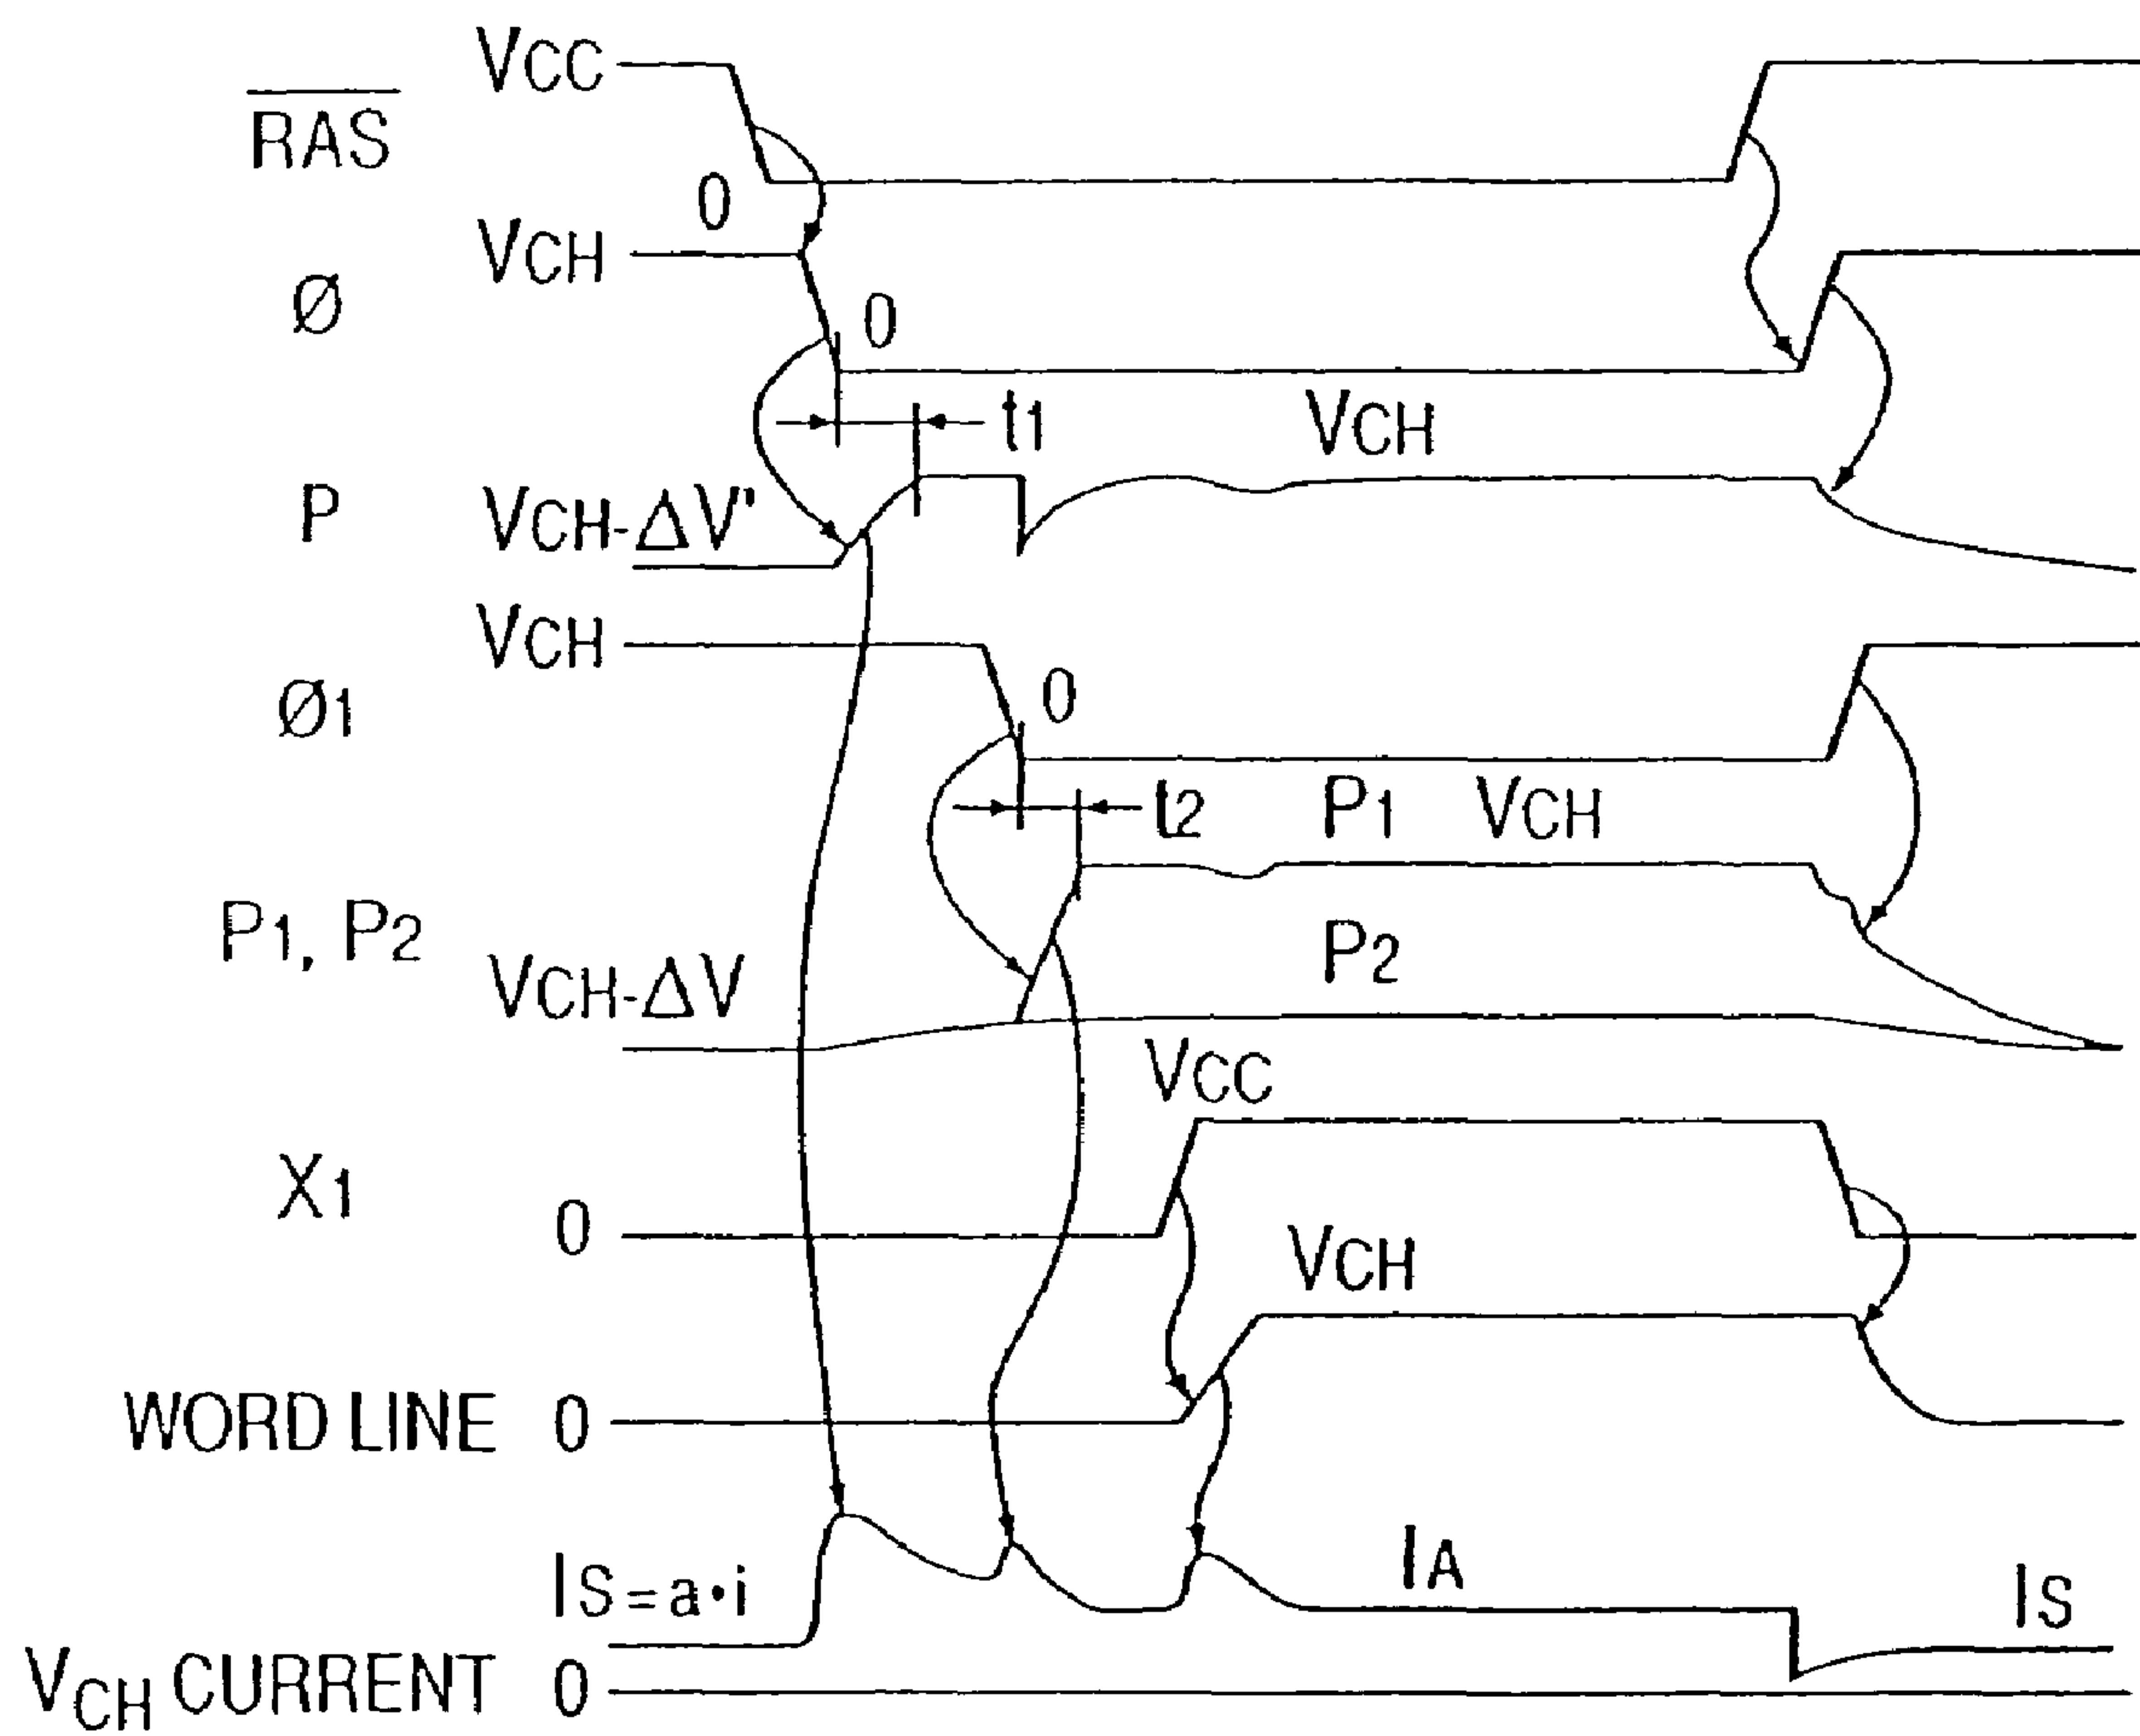 VCC
RAS
0
VCH
Ø
0
t1
VCH
P
VCH-ΔV'
VCH
Ø1
0
t2
P1
VCH
P1, P2
VCH-ΔV
P2
VCC
X1
0
VCH
WORD LINE 0
IA
IS=a•i
IS
VCH CURRENT 0